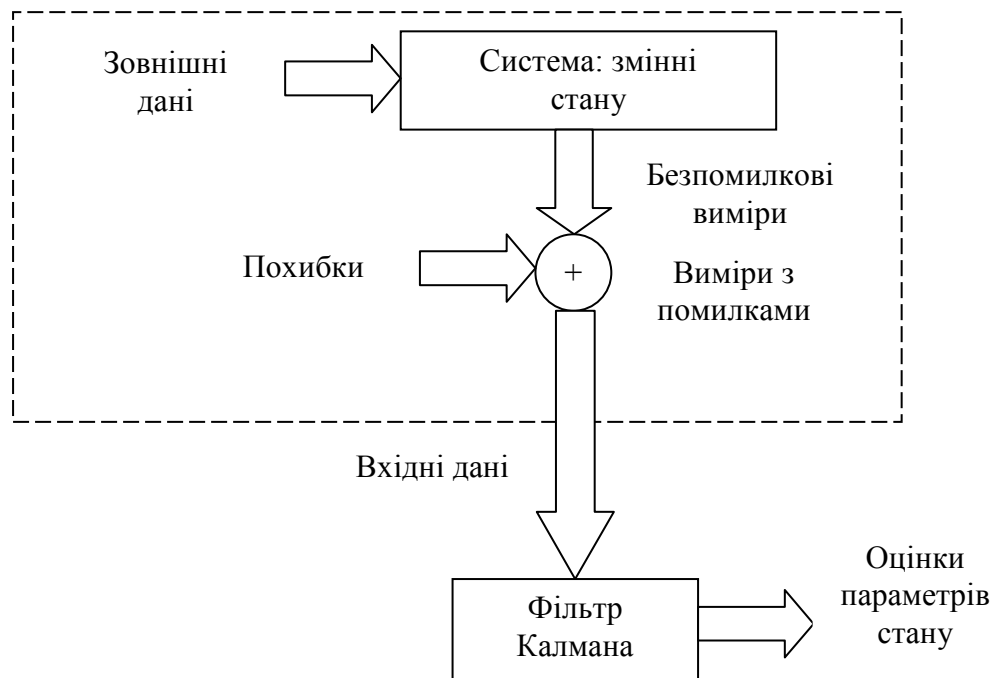 Зовнішні
дані
Система: змінні
стану
Безпомилкові
виміри
Похибки
+
Виміри з
помилками
Вхідні дані
Фільтр
Калмана
Оцінки
параметрів
стану